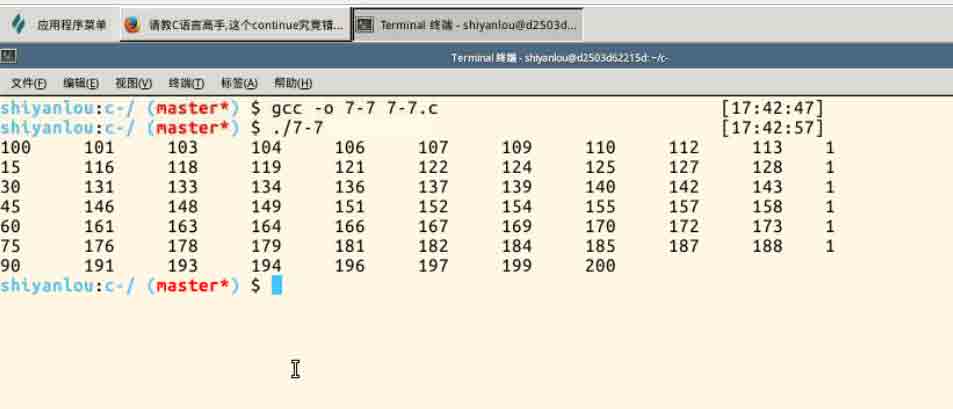 应用程序菜单 请教C语言高手,这个continue究竟错... Terminal 终端 - shiyanlou@d2503d...
Terminal 终端 - shiyanlou@d2503d62215d: ~/c-
文件(F) 编辑(E) 视图(V) 终端(T) 标签(A) 帮助(H)
shiyanlou:c-/ (master*) $ gcc -o 7-7 7-7.c [17:42:47]
shiyanlou:c-/ (master*) $ ./7-7 [17:42:57]
100 101 103 104 106 107 109 110 112 113 1
15 116 118 119 121 122 124 125 127 128 1
30 131 133 134 136 137 139 140 142 143 1
45 146 148 149 151 152 154 155 157 158 1
60 161 163 164 166 167 169 170 172 173 1
75 176 178 179 181 182 184 185 187 188 1
90 191 193 194 196 197 199 200
shiyanlou:c-/ (master*) $